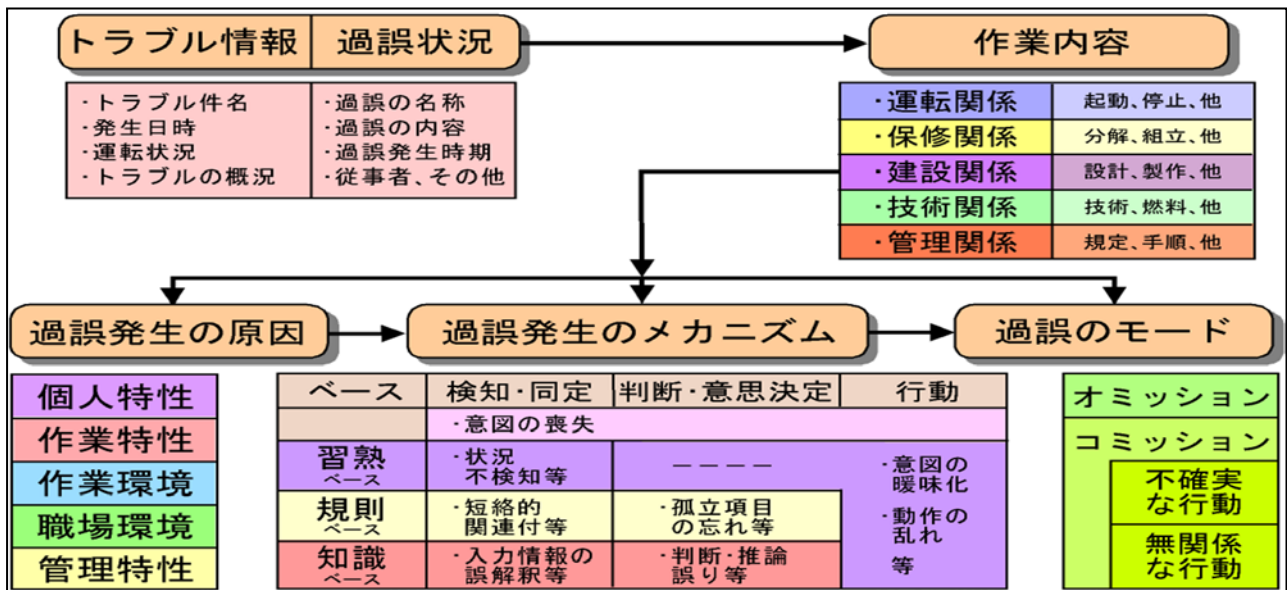 トラブル情報 過誤状況
作業内容
・トラブル件名
・発生日時
・運転状況
・トラブルの概況
・過誤の名称
・過誤の内容
・過誤発生時期
・従事者、その他
・運転関係 起動、停止、他
・保修関係 分解、組立、他
・建設関係 設計、製作、他
・技術関係 技術、燃料、他
・管理関係 規定、手順、他
過誤発生の原因
過誤発生のメカニズム
過誤のモード
個人特性
作業特性
作業環境
職場環境
管理特性
ベース 検知・同定 判断・意思決定 行動
・意図の喪失
習熟
ベース
・状況
不検知等
――――
規則
ベース
・短絡的
関連付等
・孤立項目
の忘れ等
知識
ベース
・入力情報の
誤解釈等
・判断・推論
誤り等
・意図の
曖昧化
・動作の
乱れ
等
オミッション
コミッション
不確実
な行動
無関係
な行動